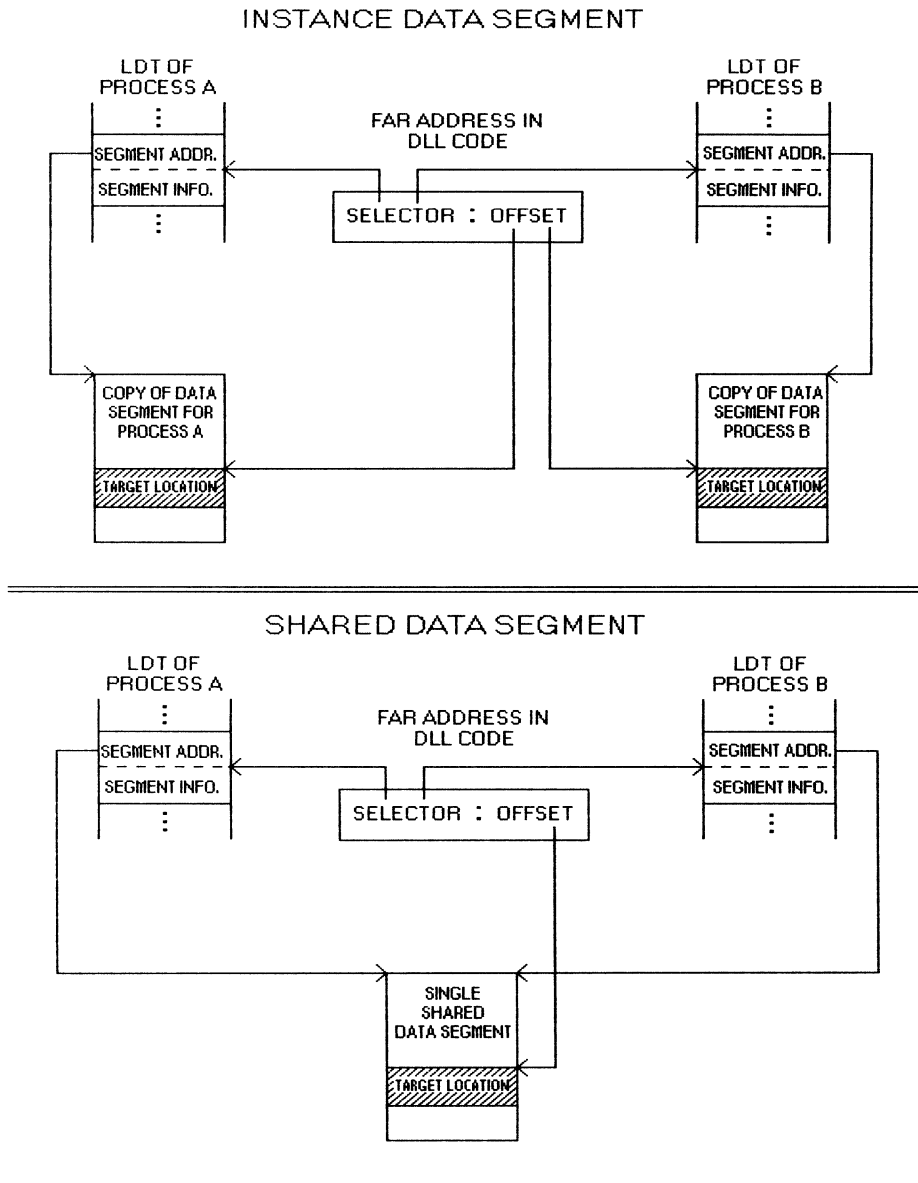 INSTANCE DATA SEGMENT
LDT OF
PROCESS A
LDT OF
PROCESS B
FAR ADDRESS IN
DLL CODE
SEGMENT ADDR.
SEGMENT INFO.
SEGMENT ADDR.
SEGMENT INFO.
SELECTOR : OFFSET
COPY OF DATA
SEGMENT FOR
PROCESS A
TARGET LOCATION
COPY OF DATA
SEGMENT FOR
PROCESS B
TARGET LOCATION
SHARED DATA SEGMENT
LDT OF
PROCESS A
LDT OF
PROCESS B
FAR ADDRESS IN
DLL CODE
SEGMENT ADDR.
SEGMENT INFO.
SEGMENT ADDR.
SEGMENT INFO.
SELECTOR : OFFSET
SINGLE
SHARED
DATA SEGMENT
TARGET LOCATION